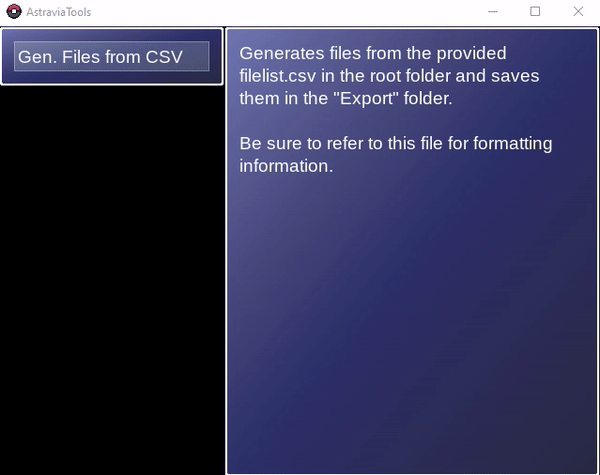 AstraviaTools
Gen. Files from CSV
Generates files from the provided
filelist.csv in the root folder and saves
them in the "Export" folder.
Be sure to refer to this file for formatting
information.